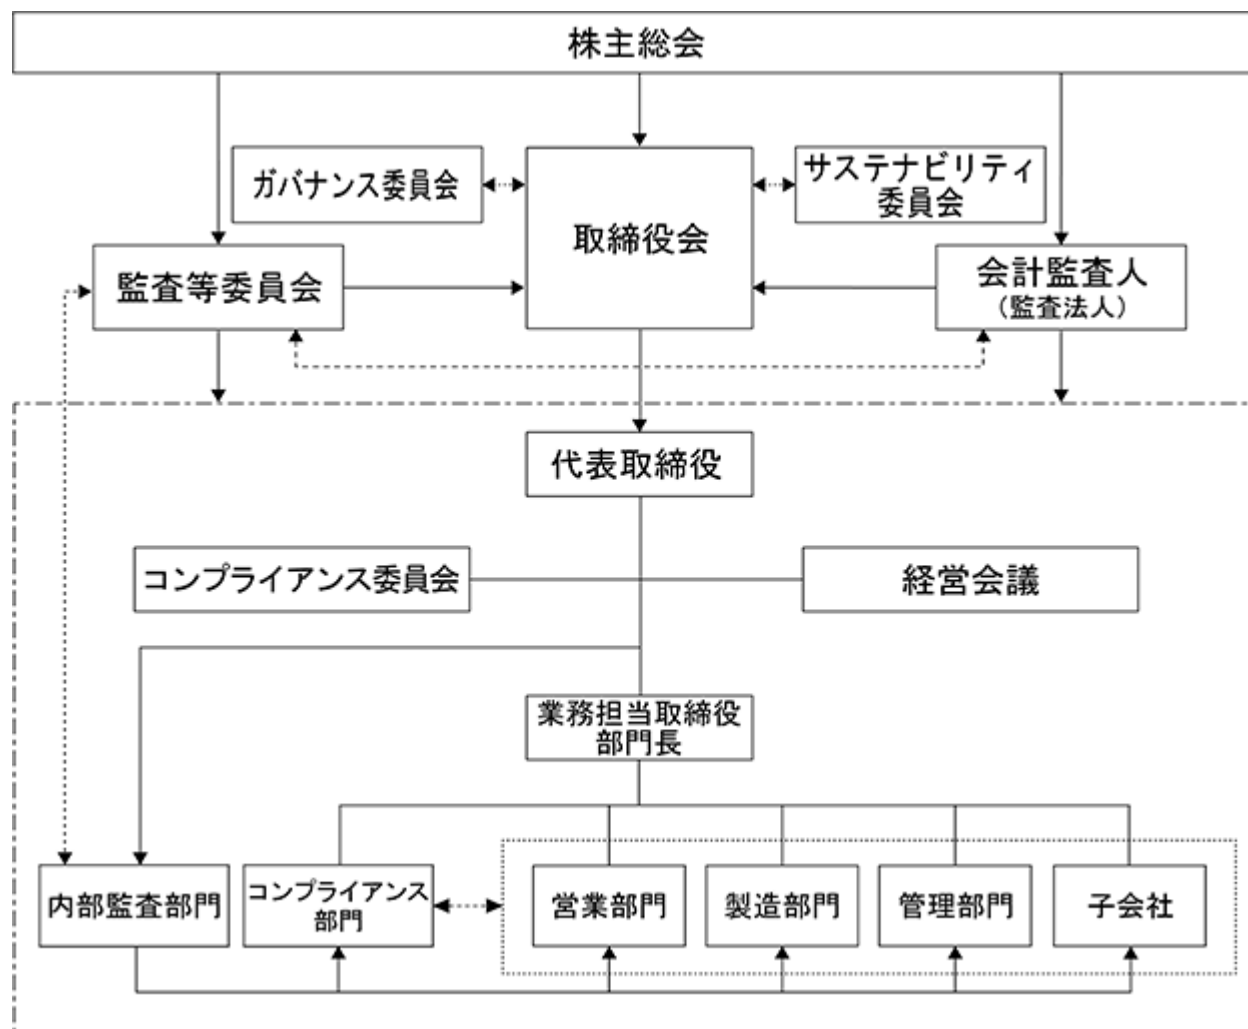 株主総会
ガバナンス委員会
サステナビリティ
委員会
取締役会
監査等委員会
会計監査人
（監査法人）
代表取締役
コンプライアンス委員会
経営会議
業務担当取締役
部門長
内部監査部門
コンプライアンス
部門
営業部門
製造部門
管理部門
子会社